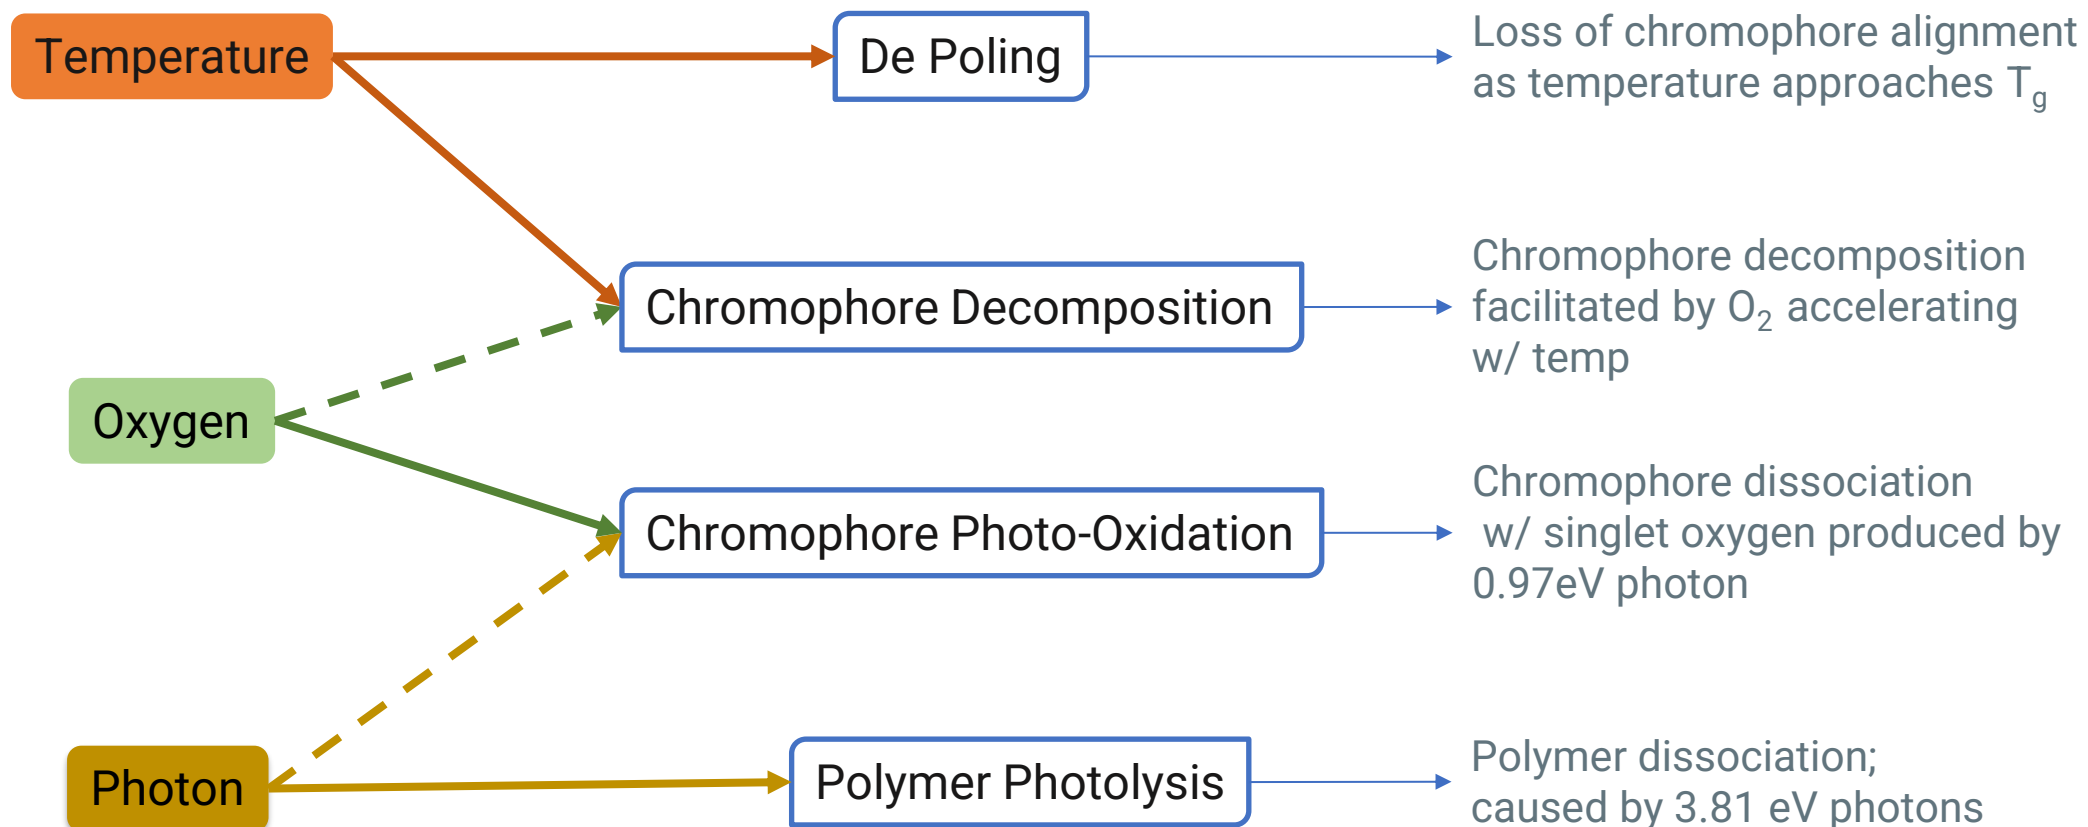 Temperature
De Poling
Loss of chromophore alignment
as temperature approaches Tg
Chromophore Decomposition
Chromophore decomposition
facilitated by O2 accelerating
w/ temp
Oxygen
Chromophore Photo-Oxidation
Chromophore dissociation
w/ singlet oxygen produced by
0.97eV photon
Photon
Polymer Photolysis
Polymer dissociation;
caused by 3.81 eV photons